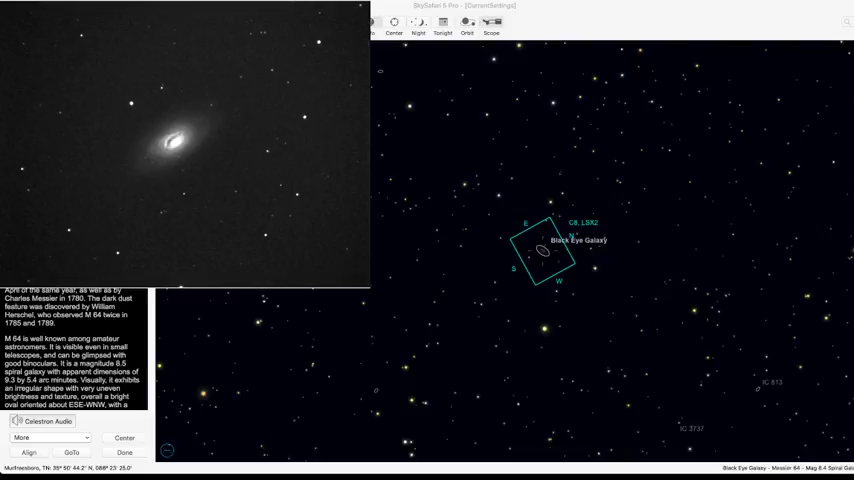 SkySafari 5 Pro - [CurrentSettings]
Center
Night
Tonight
Orbit
Scope
E
C8, LSX2
N
Black Eye Galaxy
S
W
April of the same year, as well as by
Charles Messier in 1780. The dark dust
feature was discovered by William
Herschel, who observed M 64 twice in
1785 and 1789.
M 64 is well known among amateur
astronomers. It is visible even in small
telescopes, and can be glimpsed with
good binoculars. It is a magnitude 8.5
spiral galaxy with apparent dimensions of
9.3 by 5.4 arc minutes. Visually, it exhibits
an irregular shape with very uneven
brightness and texture, overall a bright
oval oriented about ESE-WNW, with a
IC 813
IC 3737
Celestron Audio
More
Center
Align
GoTo
Done
Murfreesboro, TN: 35° 50' 44.2" N, 086° 23' 25.0"
Black Eye Galaxy - Messier 64 - Mag 8.4 Spiral Gala